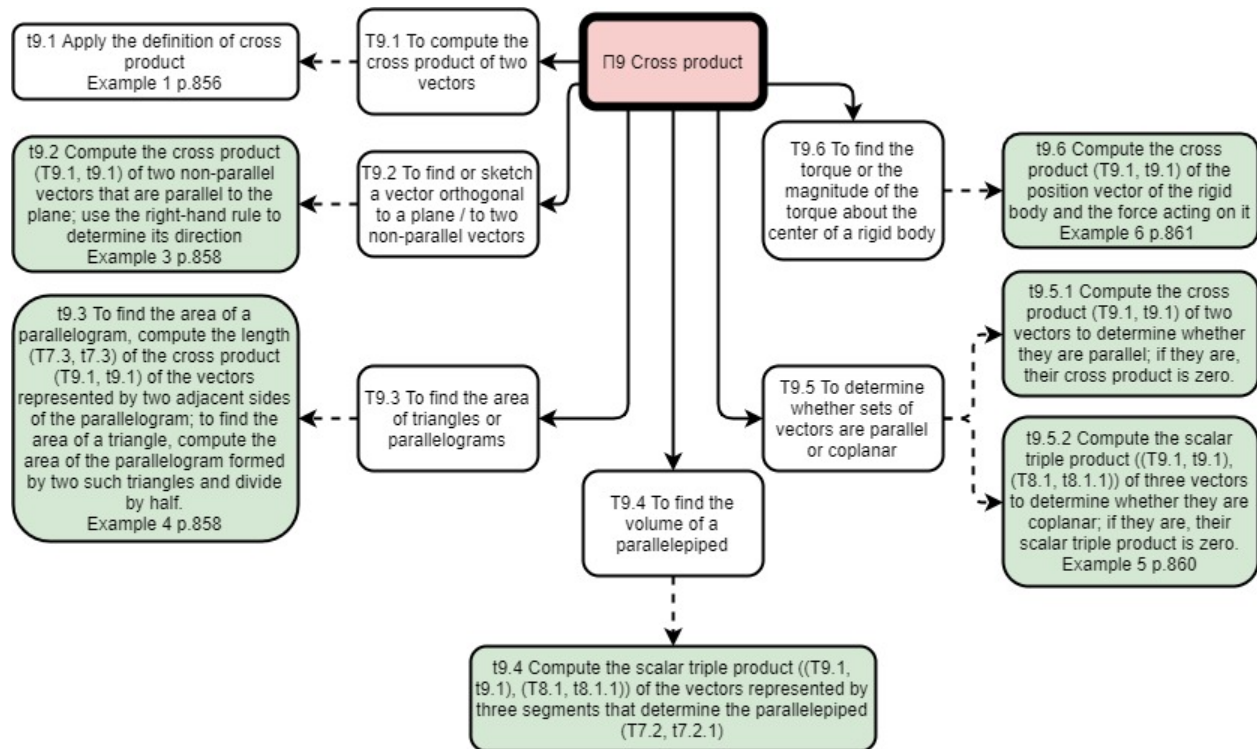 t9.1 Apply the definition of cross
product
Example 1 p.856
T9.1 To compute the
cross product of two
vectors
П9 Cross product
t9.2 Compute the cross product
(T9.1, t9.1) of two non-parallel
vectors that are parallel to the
plane; use the right-hand rule to
determine its direction
Example 3 p.858
T9.2 To find or sketch
a vector orthogonal
to a plane / to two
non-parallel vectors
T9.6 To find the
torque or the
magnitude of the
torque about the
center of a rigid body
t9.6 Compute the cross
product (T9.1, t9.1) of the
position vector of the rigid
body and the force acting on it
Example 6 p.861
t9.3 To find the area of a
parallelogram, compute the length
(T7.3, t7.3) of the cross product
(T9.1, t9.1) of the vectors
represented by two adjacent sides
of the parallelogram; to find the
area of a triangle, compute the
area of the parallelogram formed
by two such triangles and divide
by half.
Example 4 p.858
T9.3 To find the area
of triangles or
parallelograms
T9.5 To determine
whether sets of
vectors are parallel
or coplanar
t9.5.1 Compute the cross
product (T9.1, t9.1) of two
vectors to determine whether
they are parallel; if they are,
their cross product is zero.
t9.5.2 Compute the scalar
triple product ((T9.1, t9.1),
(T8.1, t8.1.1)) of three vectors
to determine whether they are
coplanar; if they are, their
scalar triple product is zero.
Example 5 p.860
T9.4 To find the
volume of a
parallelepiped
t9.4 Compute the scalar triple product ((T9.1,
t9.1), (T8.1, t8.1.1)) of the vectors represented by
three segments that determine the parallelepiped
(T7.2, t7.2.1)